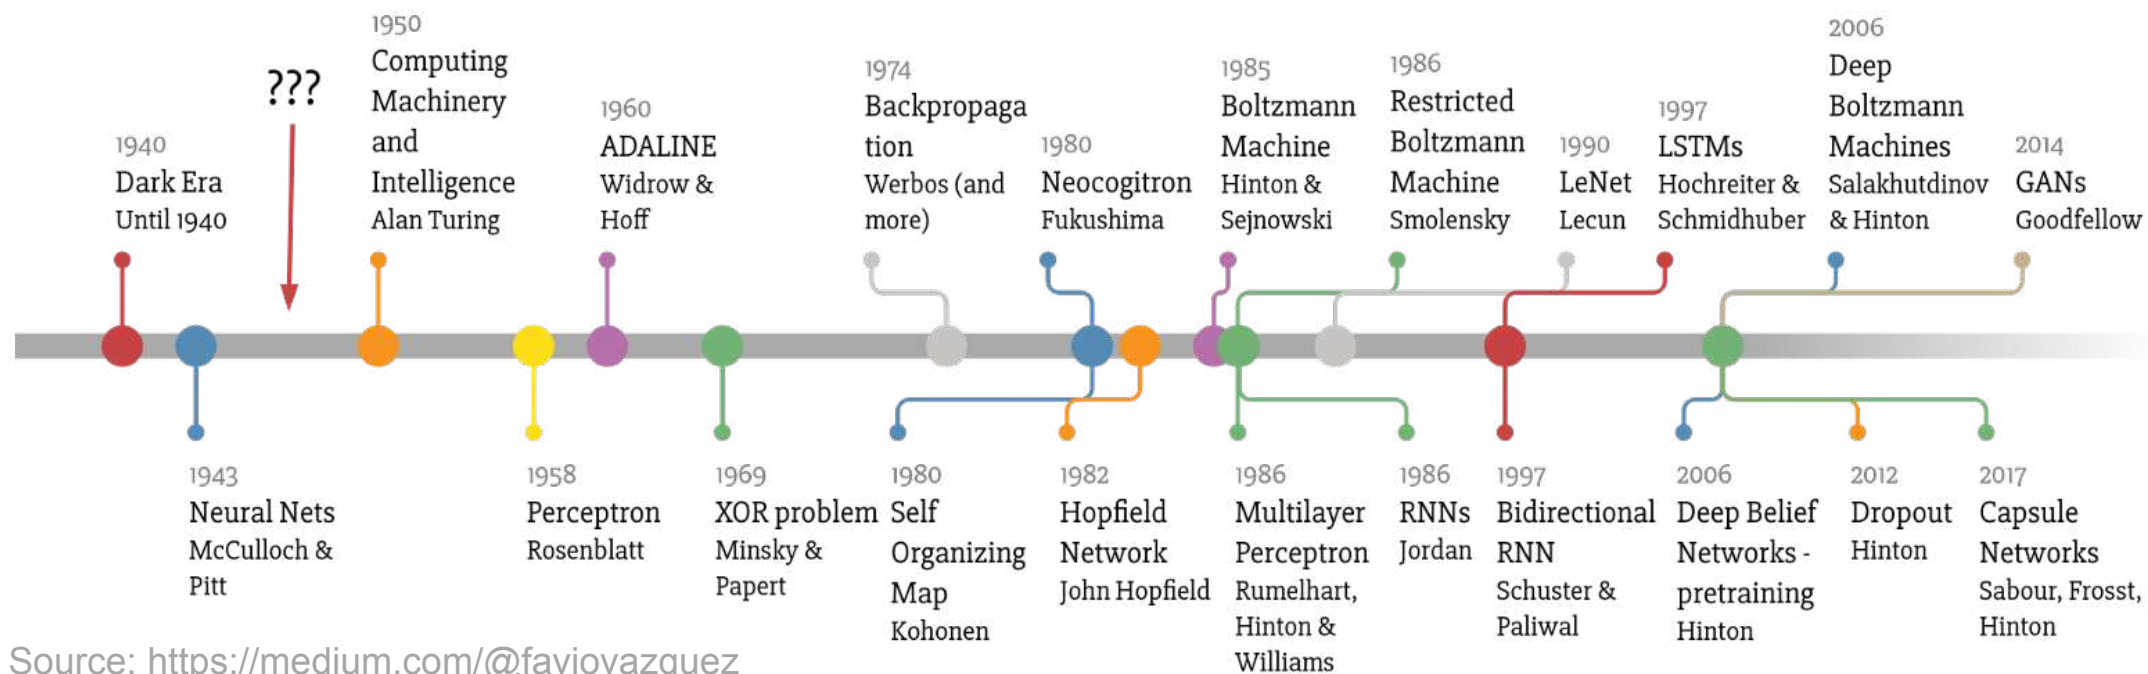 ???
1940
Dark Era
Until 1940
1950
Computing
Machinery
and
Intelligence
Alan Turing
1960
ADALINE
Widrow &
Hoff
1974
Backpropaga
tion
Werbos (and
more)
1980
Neocogitron
Fukushima
1985
Boltzmann
Machine
Hinton &
Sejnowski
1986
Restricted
Boltzmann
Machine
Smolensky
1990
LeNet
Lecun
1997
LSTMs
Hochreiter &
Schmidhuber
2006
Deep
Boltzmann
Machines
Salakhutdinov
& Hinton
2014
GANs
Goodfellow
1943
Neural Nets
McCulloch &
Pitt
1958
Perceptron
Rosenblatt
1969
XOR problem
Minsky &
Papert
1980
Self
Organizing
Map
Kohonen
1982
Hopfield
Network
John Hopfield
1986
Multilayer
Perceptron
Rumelhart,
Hinton &
Williams
1986
RNNs
Jordan
1997
Bidirectional
RNN
Schuster &
Paliwal
2006
Deep Belief
Networks -
pretraining
Hinton
2012
Dropout
Hinton
2017
Capsule
Networks
Sabour, Frosst,
Hinton
Source: https://medium.com/@faviovazquez